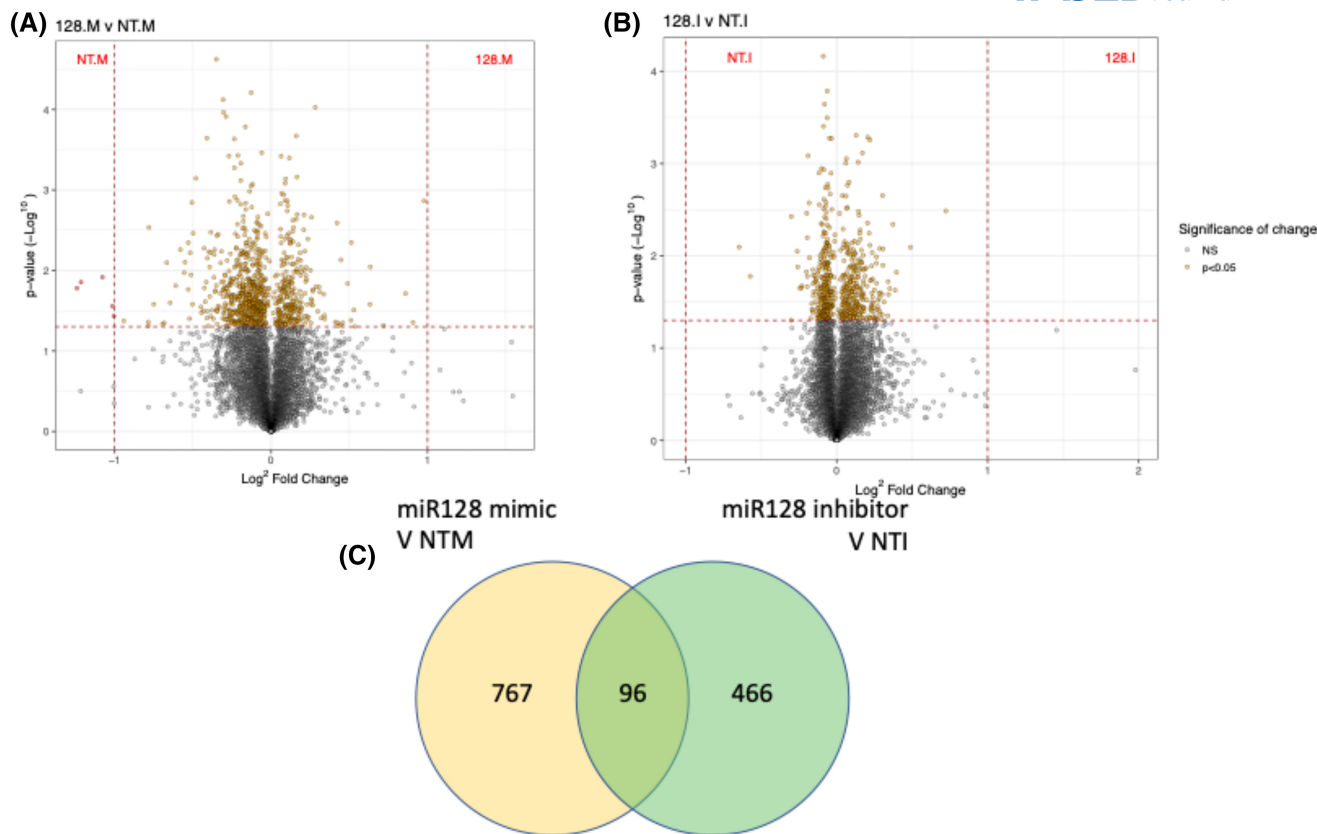 (A)
128.M v NT.M
NT.M
128.M
4
3
2
1
0
p-value (−Log10)
−1
0
1
Log2 Fold Change
(B)
128.I v NT.I
NT.I
128.I
4
3
2
1
0
p-value (−Log10)
−1
0
1
2
Log2 Fold Change
Significance of change
NS
p<0.05
miR128 mimic
V NTM
miR128 inhibitor
V NTI
(C)
767
96
466